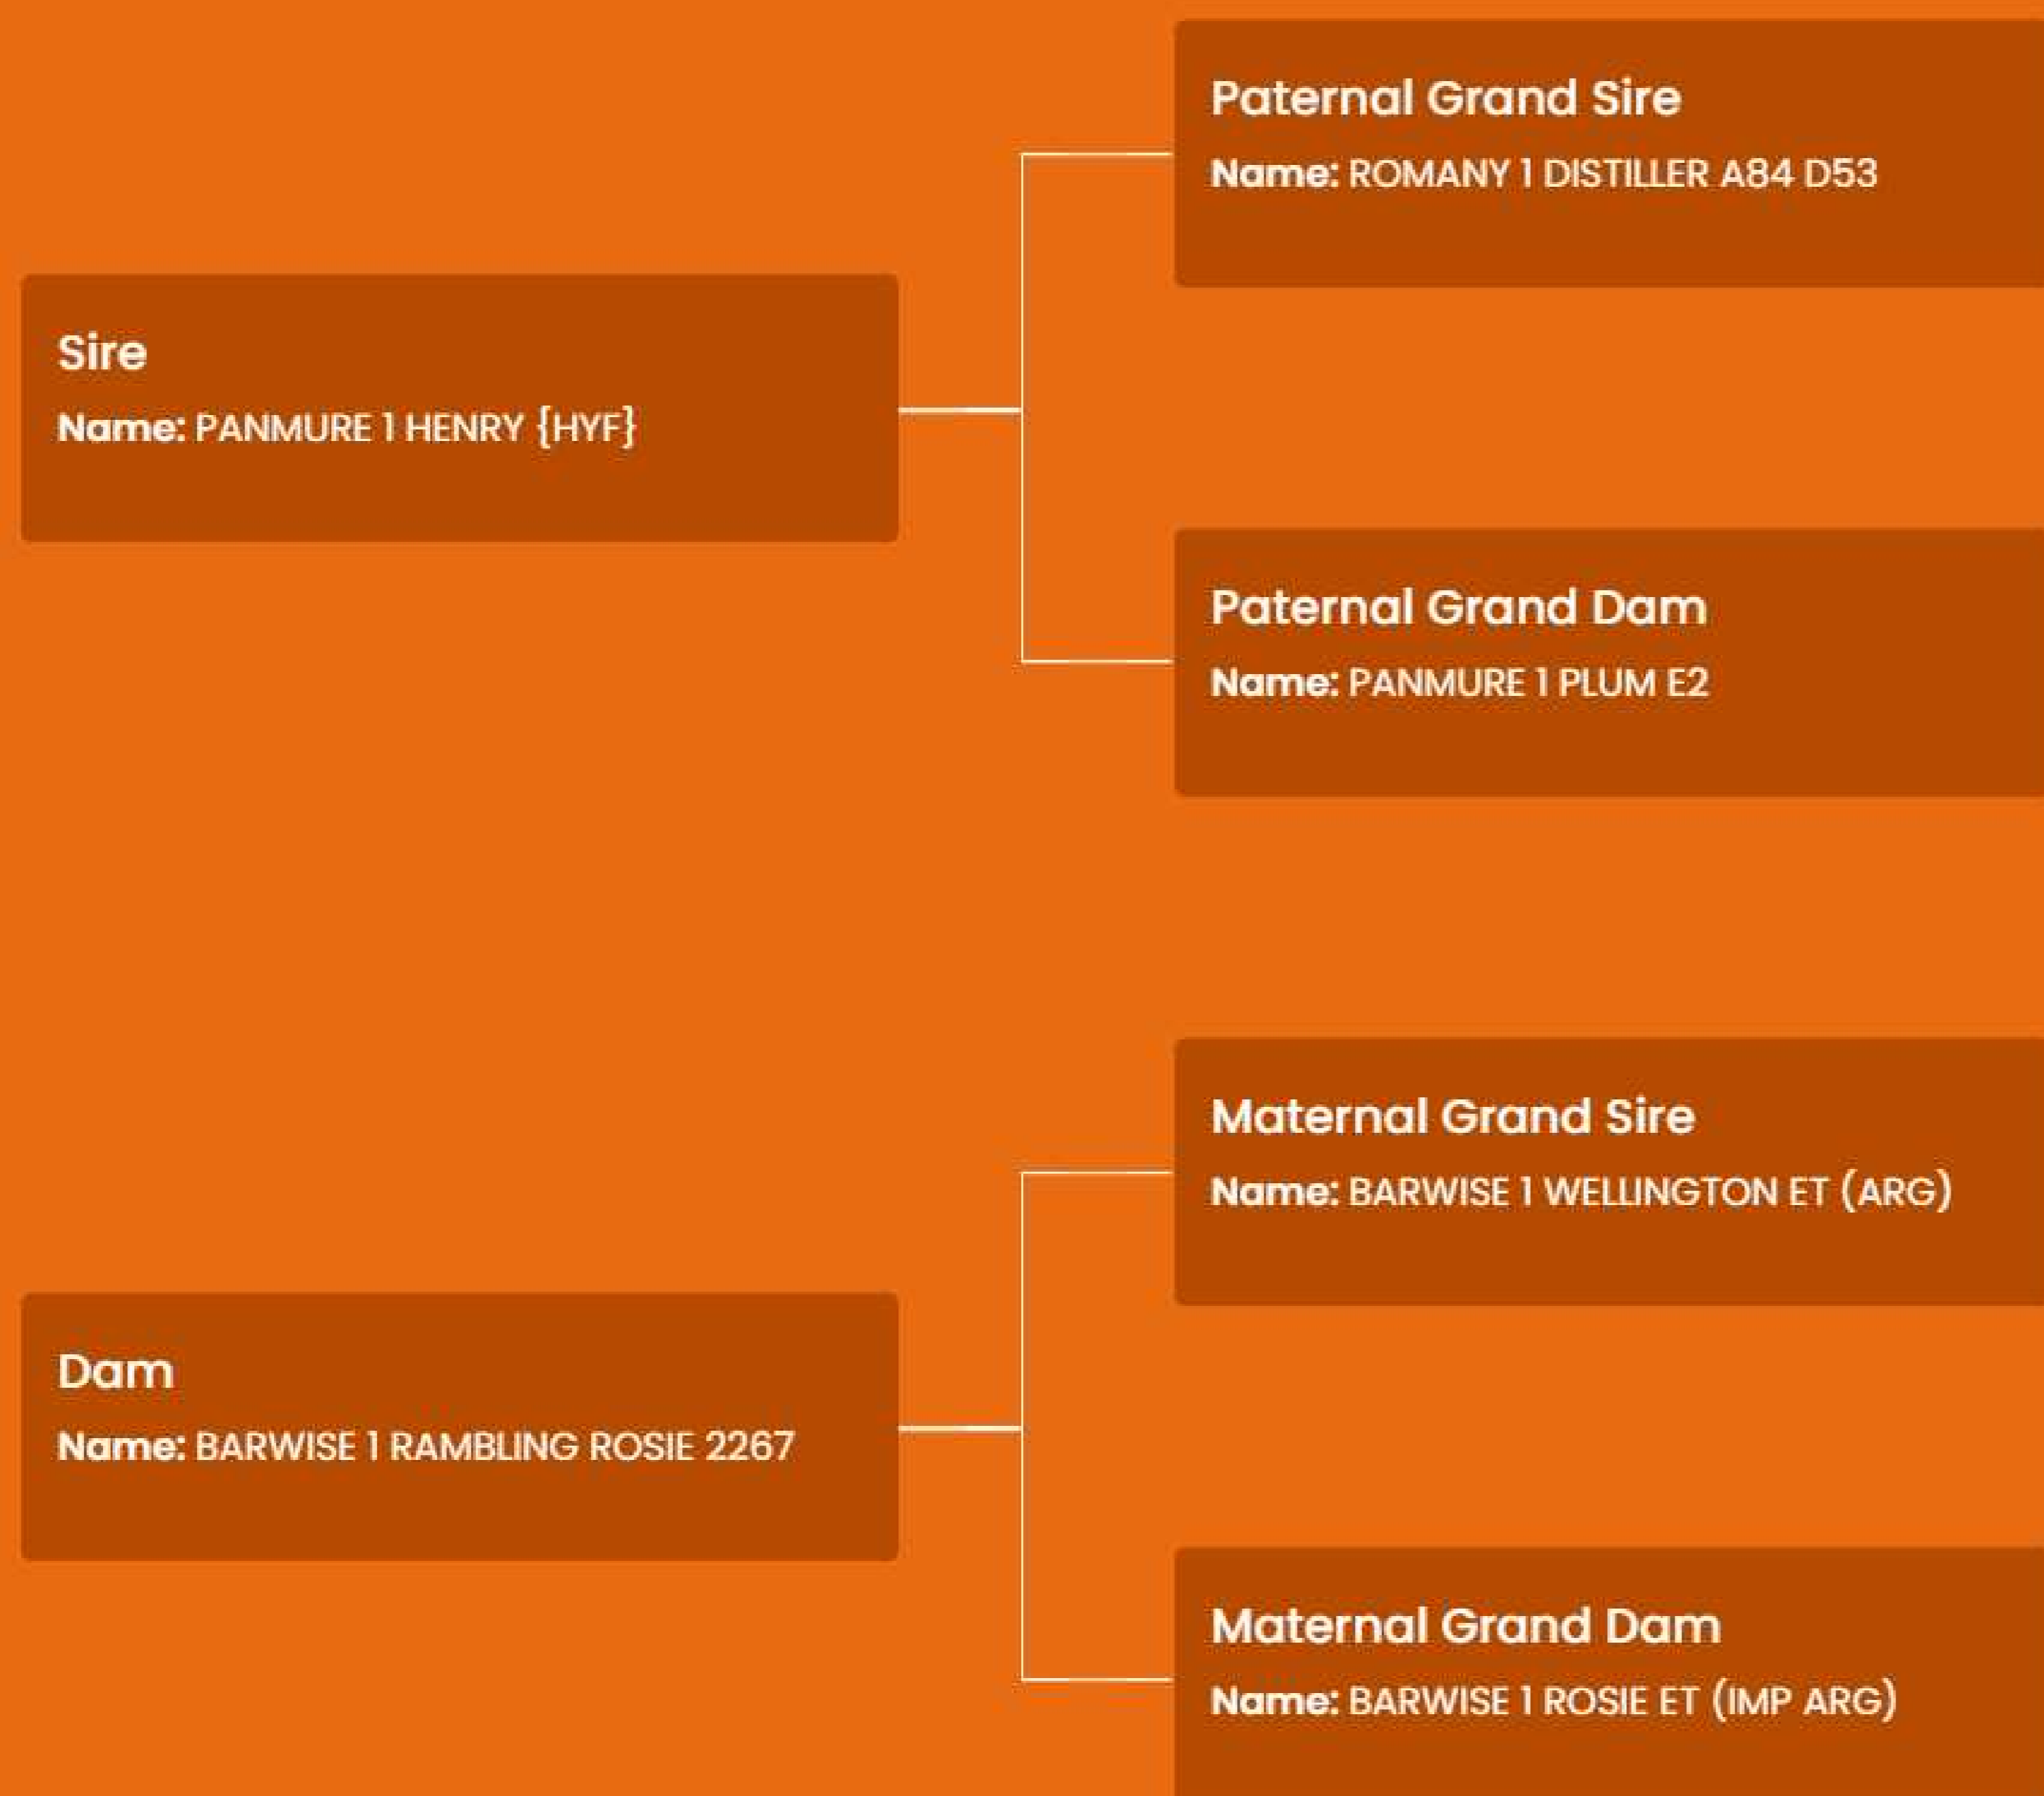 Paternal Grand Sire
Name: ROMANY 1 DISTILLER A84 D53
Sire
Name: PANMURE 1 HENRY {HYF}
Paternal Grand Dam
Name: PANMURE 1 PLUM E2
Maternal Grand Sire
Name: BARWISE 1 WELLINGTON ET (ARG)
Dam
Name: BARWISE 1 RAMBLING ROSIE 2267
Maternal Grand Dam
Name: BARWISE 1 ROSIE ET (IMP ARG)